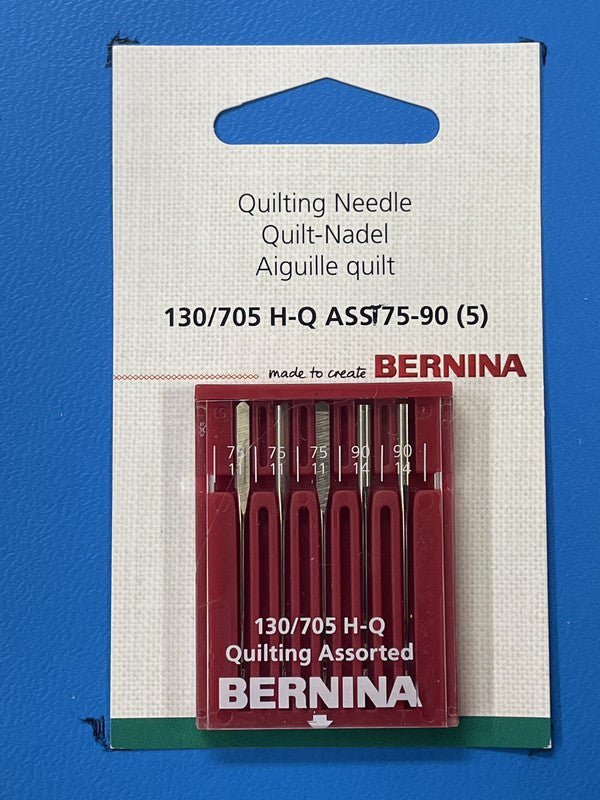 Quilting Needle
Quilt-Nadel
Aiguille quilt
130/705 H-Q ASST75-90 (5)
made to create BERNINA
75 75 75 90 90
11 11 11 14 14
130/705 H-Q
Quilting Assorted
BERNINA